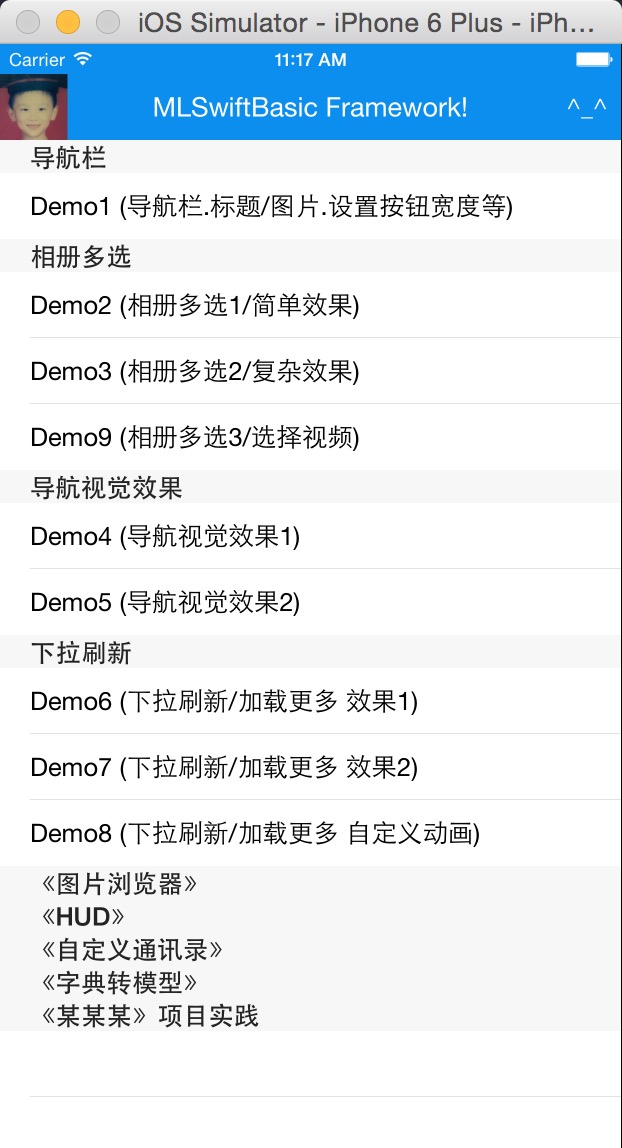 iOS Simulator - iPhone 6 Plus - iPh...
Carrier 11:17 AM
MLSwiftBasic Framework! ^_^
导航栏
Demo1 (导航栏.标题/图片.设置按钮宽度等)
相册多选
Demo2 (相册多选1/简单效果)
Demo3 (相册多选2/复杂效果)
Demo9 (相册多选3/选择视频)
导航视觉效果
Demo4 (导航视觉效果1)
Demo5 (导航视觉效果2)
下拉刷新
Demo6 (下拉刷新/加载更多 效果1)
Demo7 (下拉刷新/加载更多 效果2)
Demo8 (下拉刷新/加载更多 自定义动画)
《图片浏览器》
《HUD》
《自定义通讯录》
《字典转模型》
《某某某》项目实践